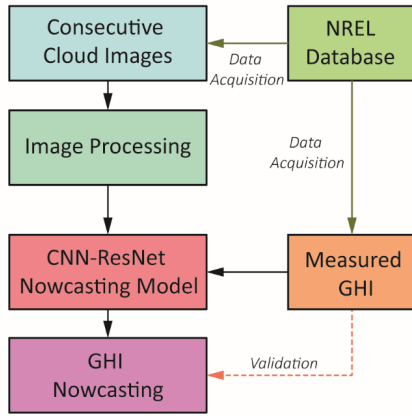 Consecutive
Cloud Images
NREL
Database
Data
Acquisition
Data
Acquisition
Image Processing
CNN-ResNet
Nowcasting Model
Measured
GHI
GHI
Nowcasting
Validation